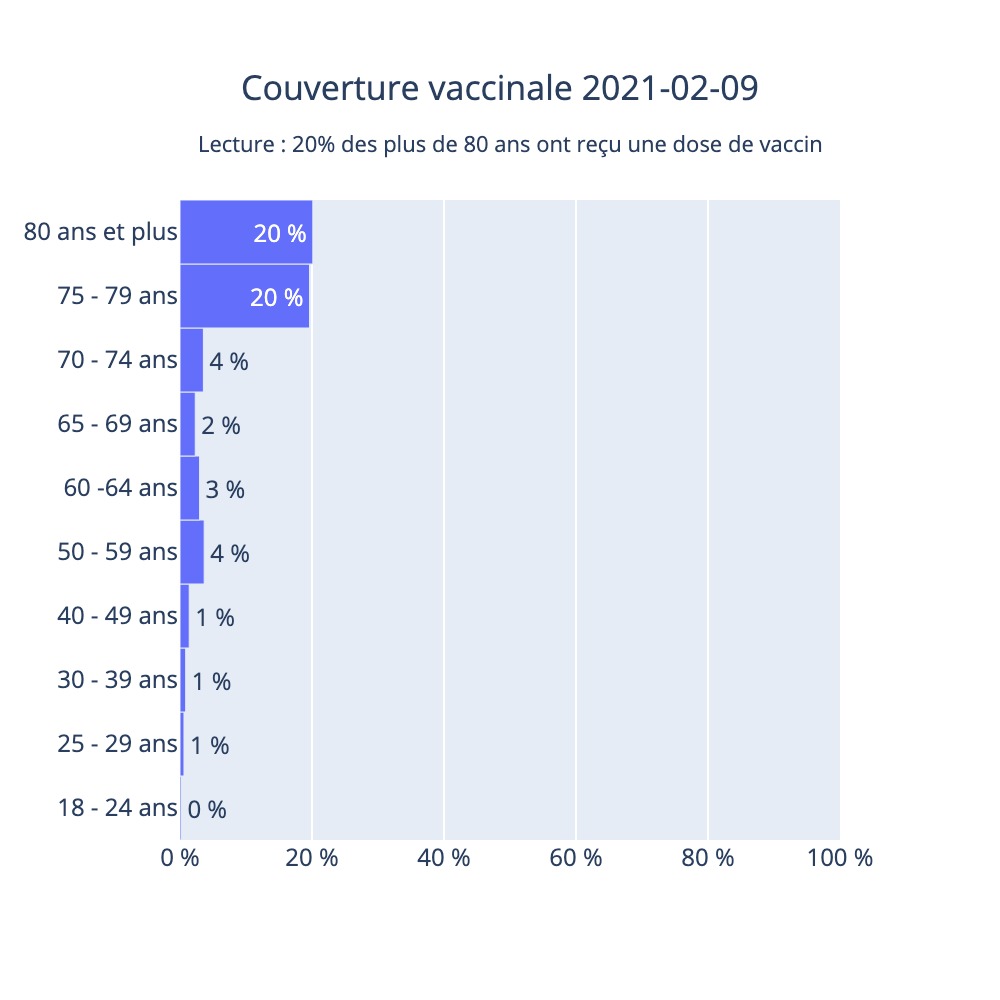 Couverture vaccinale 2021-02-09
Lecture : 20% des plus de 80 ans ont reçu une dose de vaccin
80 ans et plus 20 %
75 - 79 ans 20 %
70 - 74 ans 4 %
65 - 69 ans 2 %
60 -64 ans 3 %
50 - 59 ans 4 %
40 - 49 ans 1 %
30 - 39 ans 1 %
25 - 29 ans 1 %
18 - 24 ans 0 %
0 % 20 % 40 % 60 % 80 % 100 %